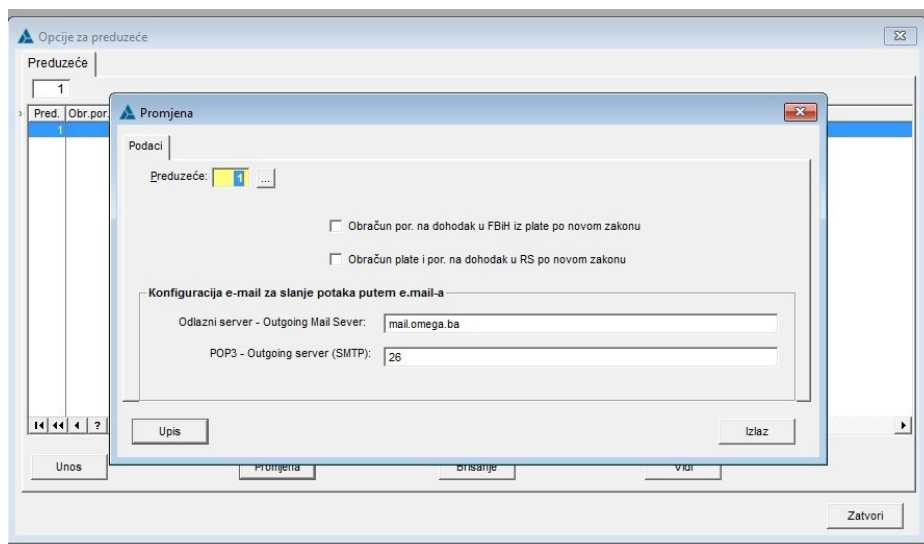 Opcije za preduzeće
Preduzeće
1
Pred. Obr.por.
1
Promjena
Podaci
Preduzeće: 1 ...
Obračun por. na dohodak u FBiH iz plate po novom zakonu
Obračun plate i por. na dohodak u RS po novom zakonu
Konfiguracija e-mail za slanje potaka putem e.mail-a
Odlazni server - Outgoing Mail Sever: mail.omega.ba
POP3 - Outgoing server (SMTP): 26
Upis Izlaz
?
Unos Promjena Brisanje Vidi
Zatvori